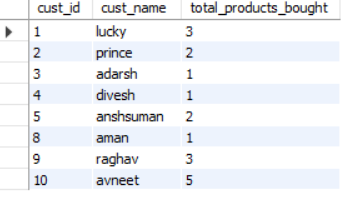 cust_id cust_name total_products_bought
1 lucky 3
2 prince 2
3 adarsh 1
4 divesh 1
5 anshsuman 2
8 aman 1
9 raghav 3
10 avneet 5